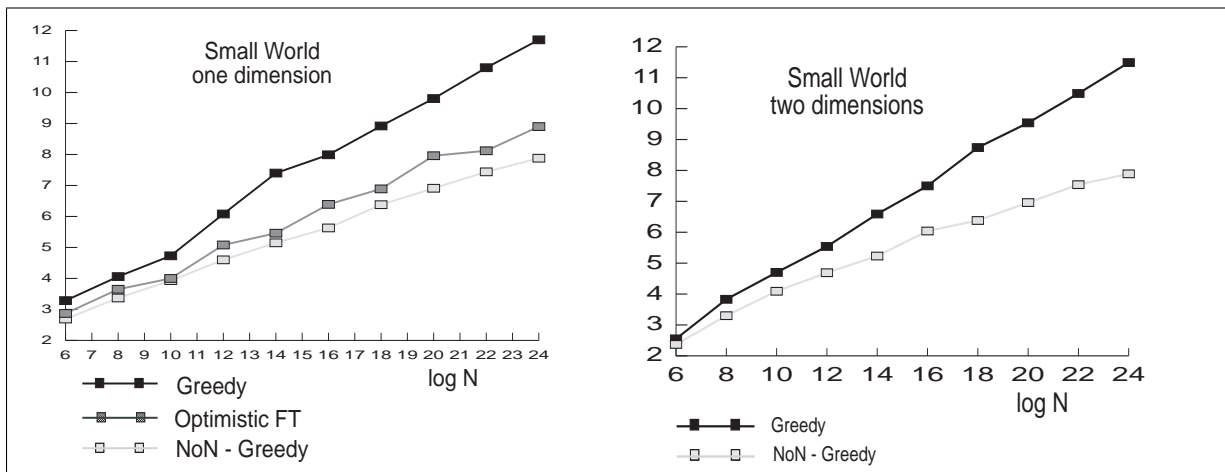 12
11
10
9
8
7
6
5
4
3
2
Small World
one dimension
6 7 8 9 10 11 12 13 14 15 16 17 18 19 20 21 22 23 24
log N
Greedy
Optimistic FT
NoN - Greedy
12
11
10
9
8
7
6
5
4
3
2
Small World
two dimensions
6 8 10 12 14 16 18 20 22 24
log N
Greedy
NoN - Greedy